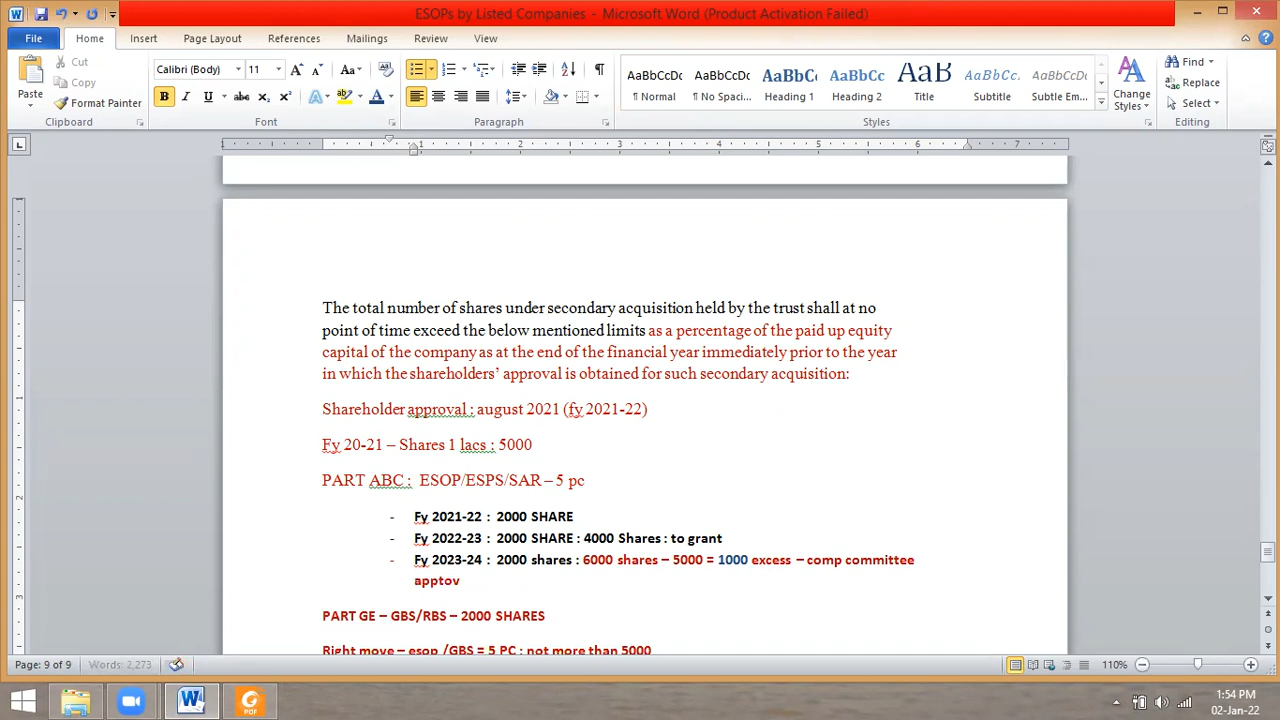 ESOPs by Listed Companies - Microsoft Word (Product Activation Failed)
File Home Insert Page Layout References Mailings Review View
Paste
Cut
Copy
Format Painter
Calibri (Body) 11
Clipboard Font Paragraph Styles Editing
AaBbCcDc AaBbCcDc AaBbCc AaBbCc AaB AaBbCc. AaBbCcDc
¶ Normal ¶ No Spaci... Heading 1 Heading 2 Title Subtitle Subtle Em...
Change Styles
Find
Replace
Select
The total number of shares under secondary acquisition held by the trust shall at no
point of time exceed the below mentioned limits as a percentage of the paid up equity
capital of the company as at the end of the financial year immediately prior to the year
in which the shareholders’ approval is obtained for such secondary acquisition:
Shareholder approval : august 2021 (fy 2021-22)
Fy 20-21 – Shares 1 lacs : 5000
PART ABC : ESOP/ESPS/SAR – 5 pc
- Fy 2021-22 : 2000 SHARE
- Fy 2022-23 : 2000 SHARE : 4000 Shares : to grant
- Fy 2023-24 : 2000 shares : 6000 shares – 5000 = 1000 excess – comp committee
apptov
PART GE – GBS/RBS – 2000 SHARES
Right move – esop /GBS = 5 PC : not more than 5000
Page: 9 of 9 Words: 2,273 110%
1:54 PM
02-Jan-22